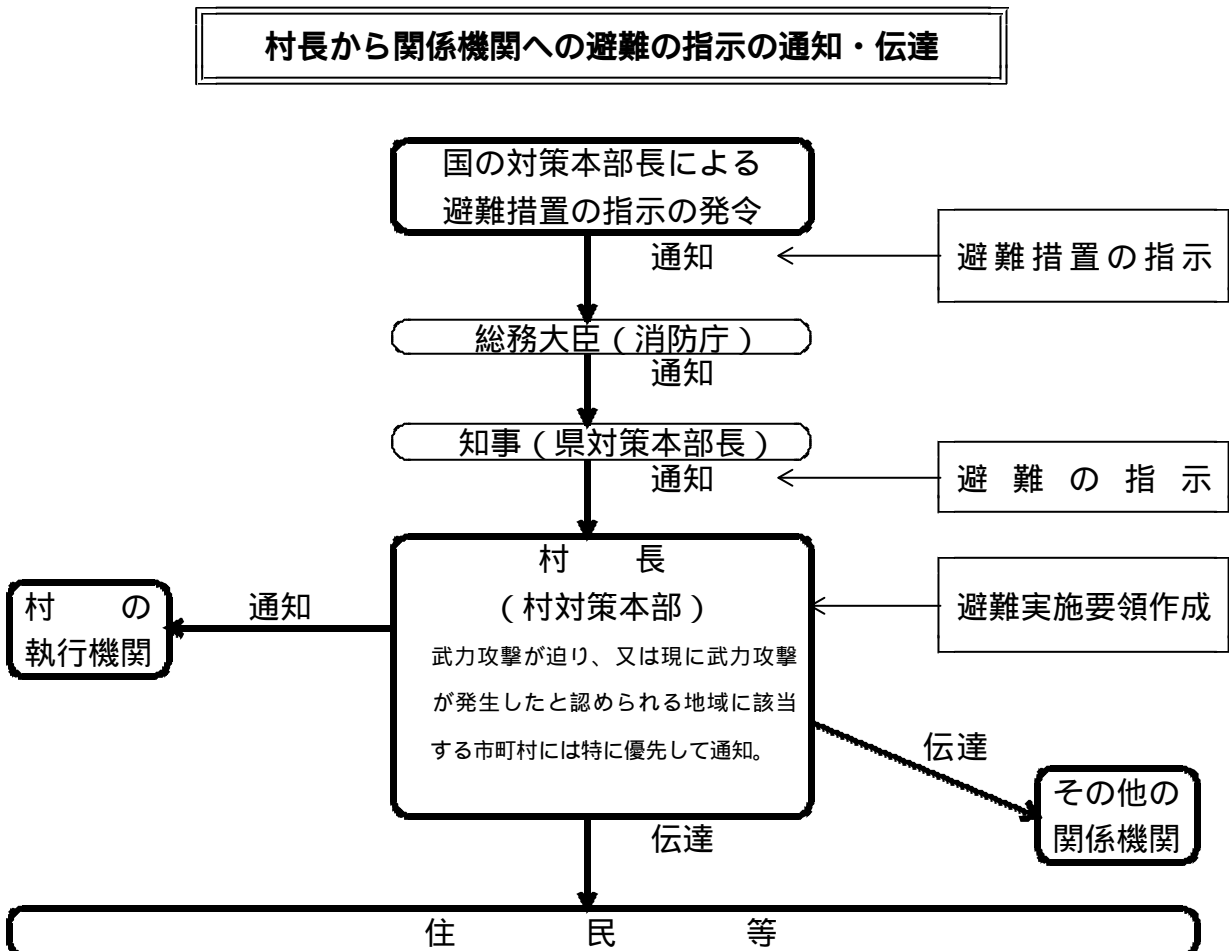 村長から関係機関への避難の指示の通知・伝達
国の対策本部長による
避難措置の指示の発令
通知
避難措置の指示
総務大臣(消防庁)
通知
知事(県対策本部長)
通知
避難の指示
村長
(村対策本部)
武力攻撃が迫り、又は現に武力攻撃
が発生したと認められる地域に該当
する市町村には特に優先して通知。
避難実施要領作成
通知
村の
執行機関
伝達
その他の
関係機関
伝達
住民等